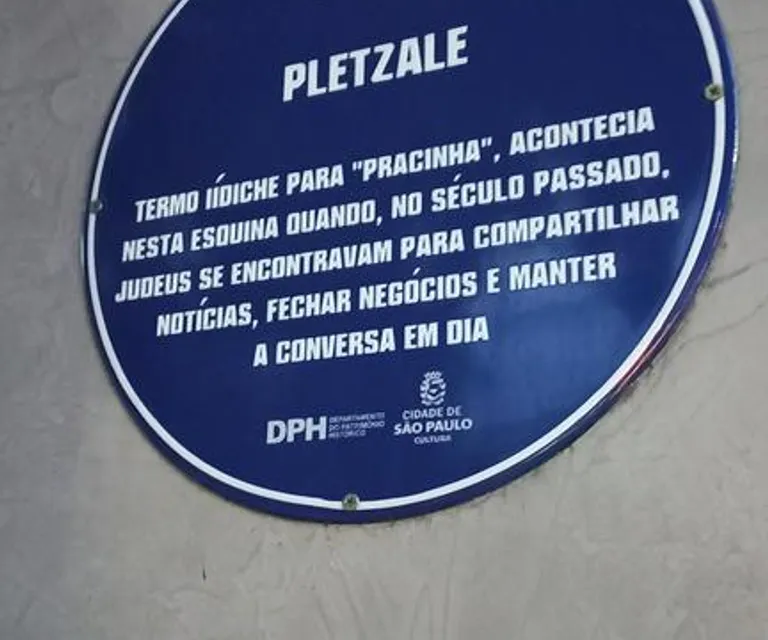 PLETZALE
TERMO IÍDICHE PARA "PRACINHA", ACONTECIA
NESTA ESQUINA QUANDO, NO SÉCULO PASSADO,
JUDEUS SE ENCONTRAVAM PARA COMPARTILHAR
NOTÍCIAS, FECHAR NEGÓCIOS E MANTER
A CONVERSA EM DIA
DPH
DEPARTAMENTO
DO PATRIMÔNIO
HISTÓRICO
CIDADE DE
SÃO PAULO
CULTURA